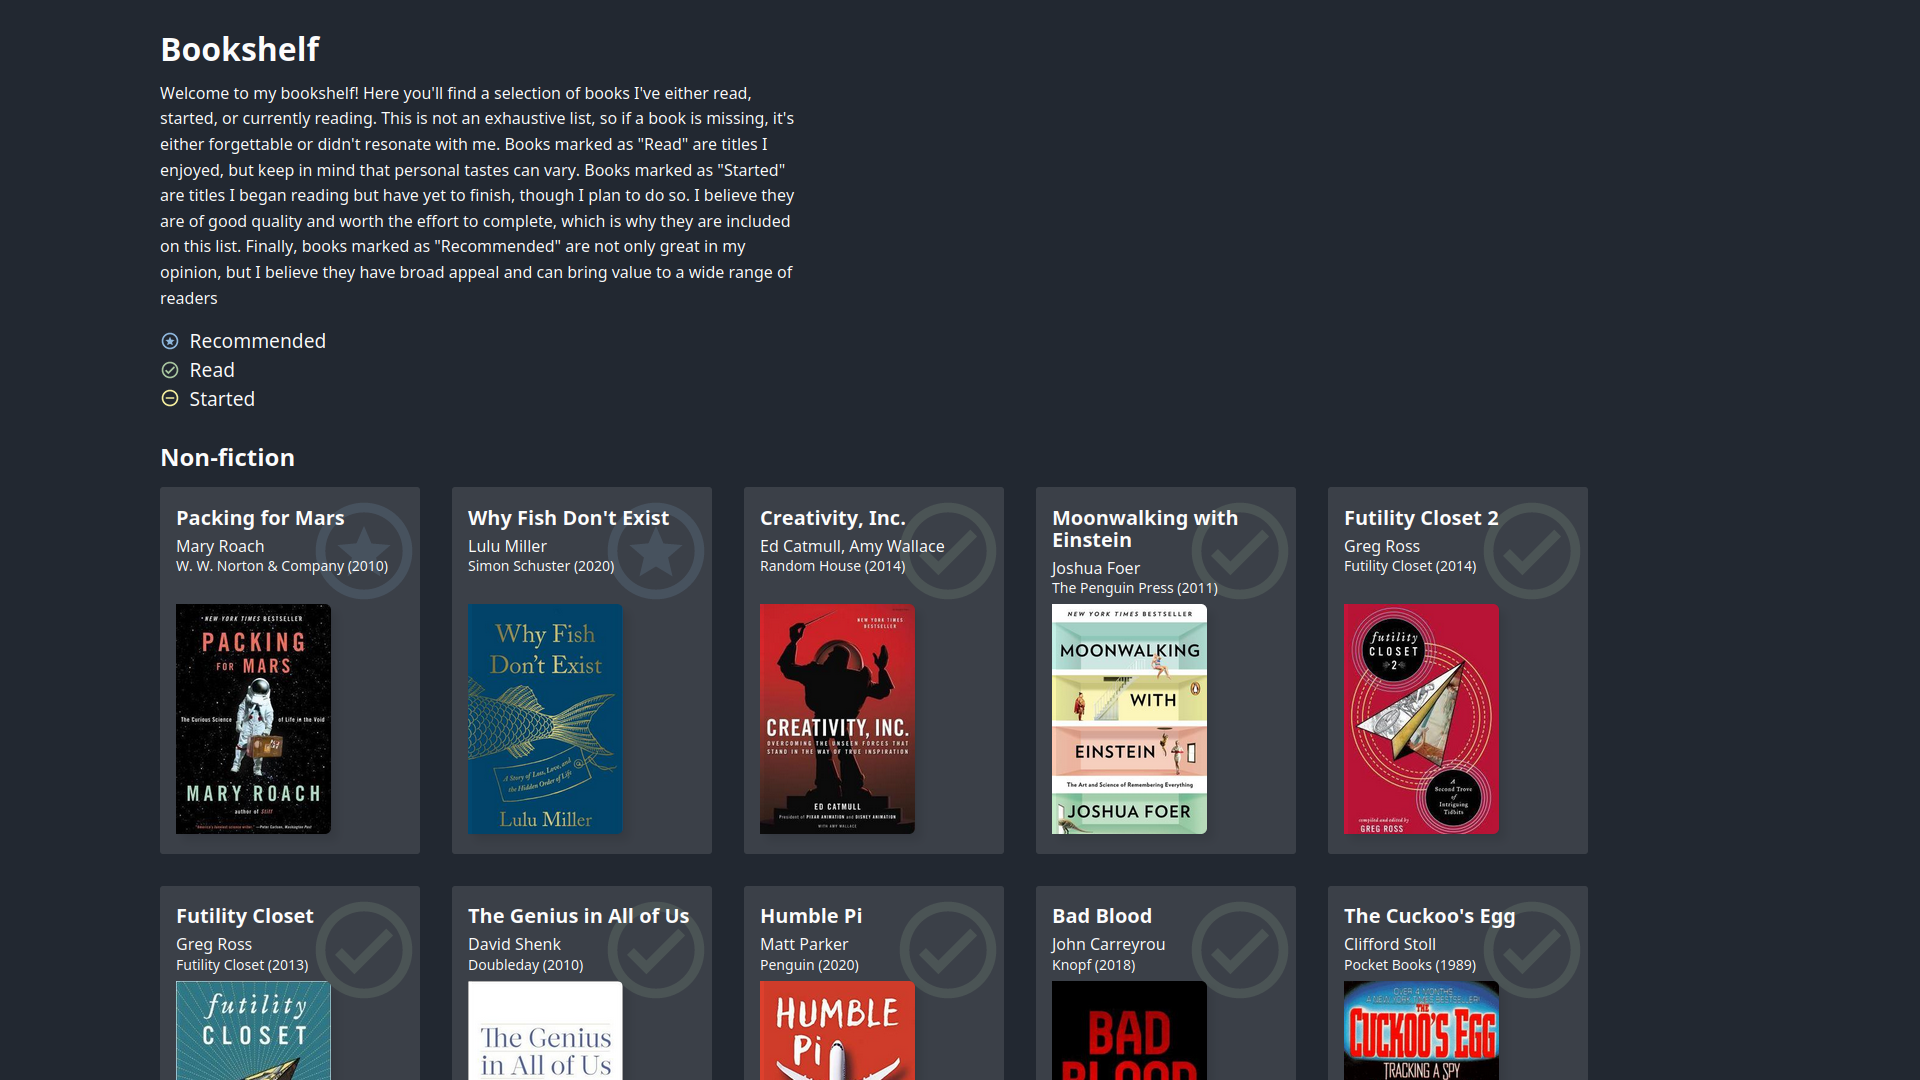 Bookshelf
Welcome to my bookshelf! Here you'll find a selection of books I've either read,
started, or currently reading. This is not an exhaustive list, so if a book is missing, it's
either forgettable or didn't resonate with me. Books marked as "Read" are titles I
enjoyed, but keep in mind that personal tastes can vary. Books marked as "Started"
are titles I began reading but have yet to finish, though I plan to do so. I believe they
are of good quality and worth the effort to complete, which is why they are included
on this list. Finally, books marked as "Recommended" are not only great in my
opinion, but I believe they have broad appeal and can bring value to a wide range of
readers
Recommended
Read
Started
Non-fiction
Packing for Mars
Mary Roach
W. W. Norton & Company (2010)
NEW YORK TIMES BESTSELLER
PACKING
FOR MARS
The Curious Science of Life in the Void
MARY ROACH
author of Stiff
Why Fish Don't Exist
Lulu Miller
Simon Schuster (2020)
Why Fish
Don't Exist
A Story of Loss, Love, and
the Hidden Order of Life
Lulu Miller
Creativity, Inc.
Ed Catmull, Amy Wallace
Random House (2014)
NEW YORK TIMES
BESTSELLER
CREATIVITY, INC.
OVERCOMING THE UNSEEN FORCES THAT
STAND IN THE WAY OF TRUE INSPIRATION
ED CATMULL
President of PIXAR ANIMATION and DISNEY ANIMATION
WITH AMY WALLACE
Moonwalking with
Einstein
Joshua Foer
The Penguin Press (2011)
NEW YORK TIMES BESTSELLER
MOONWALKING
WITH
EINSTEIN
The Art and Science of Remembering Everything
JOSHUA FOER
Futility Closet 2
Greg Ross
Futility Closet (2014)
futility
CLOSET
2
A
Second Trove
of
Intriguing
Tidbits
compiled and edited by
GREG ROSS
Futility Closet
Greg Ross
Futility Closet (2013)
futility
CLOSET
The Genius in All of Us
David Shenk
Doubleday (2010)
The Genius
in All of Us
Humble Pi
Matt Parker
Penguin (2020)
HUMBLE
Pi
Bad Blood
John Carreyrou
Knopf (2018)
BAD
BLOOD
The Cuckoo's Egg
Clifford Stoll
Pocket Books (1989)
OVER 4 MONTHS
A NEW YORK TIMES BESTSELLER!
THE
CUCKOO'S EGG
TRACKING A SPY